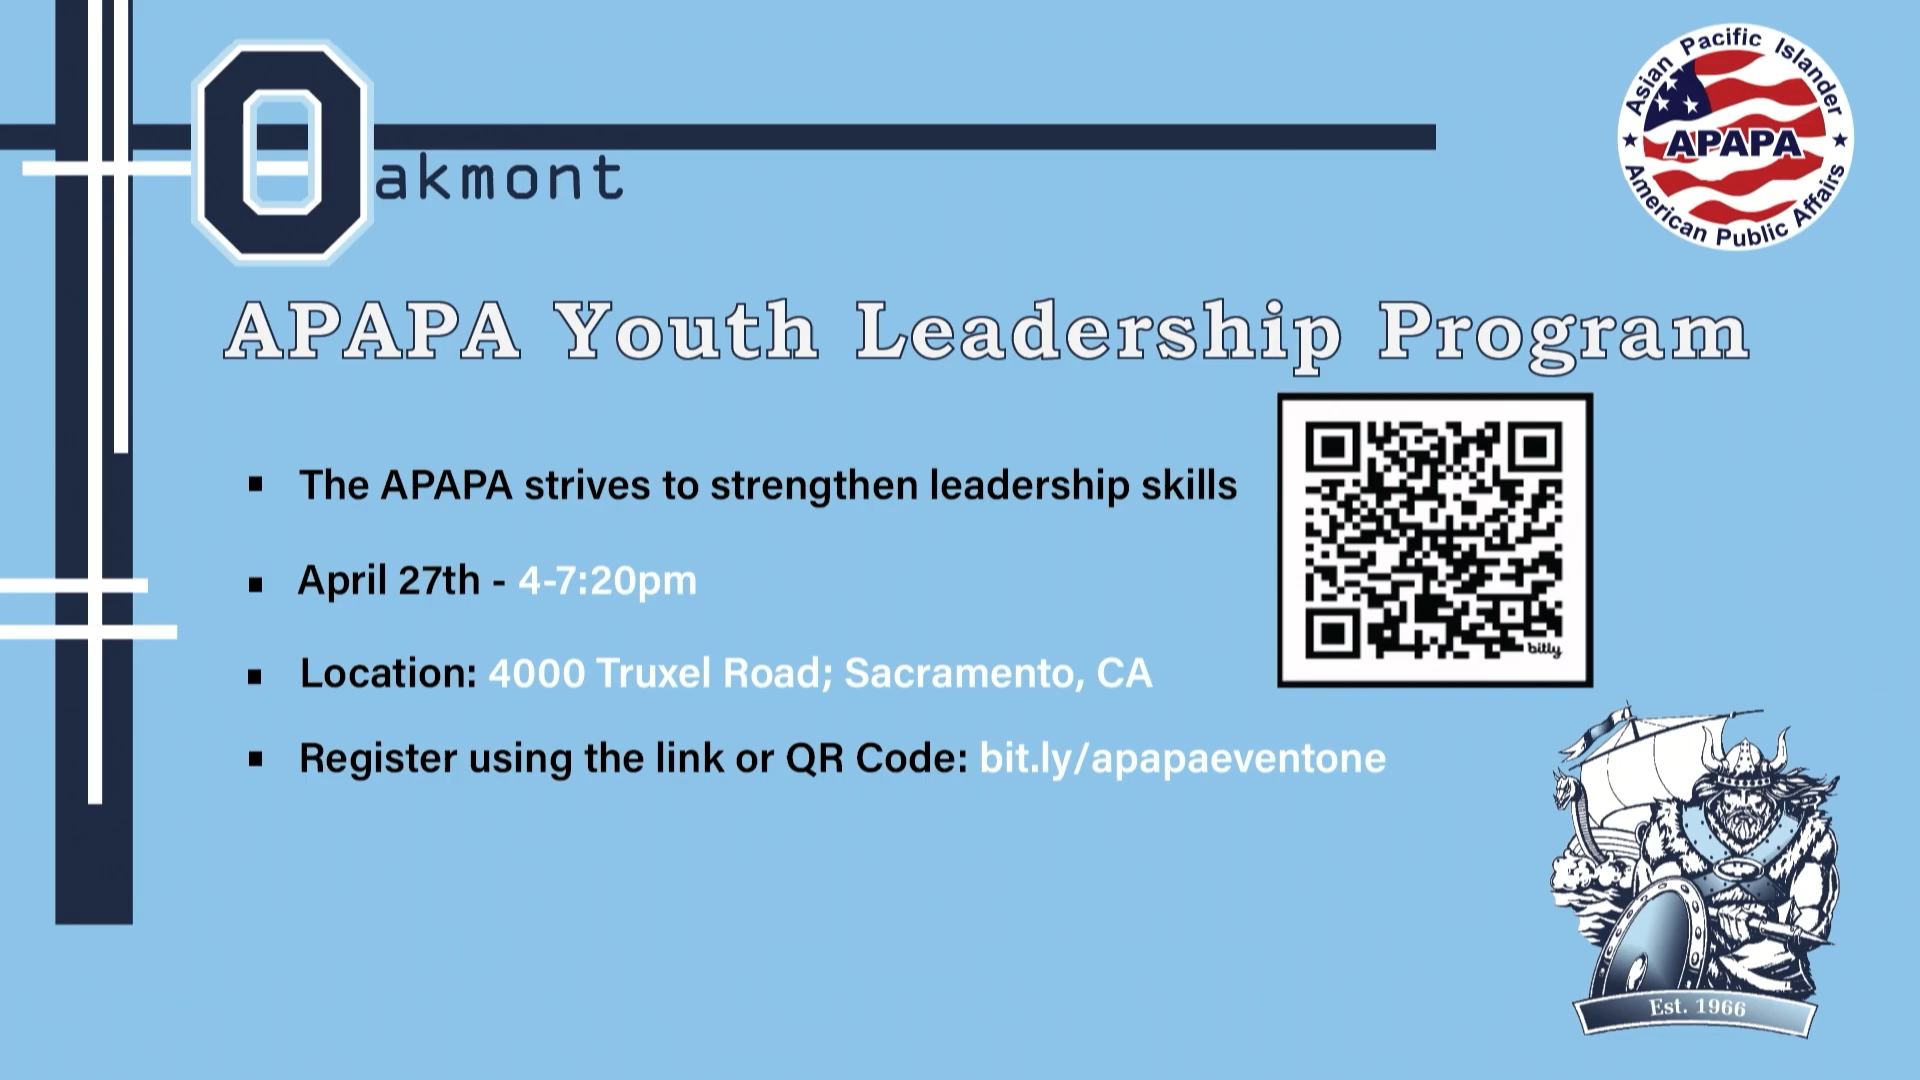 Oakmont
Asian Pacific Islander
APAPA
American Public Affairs
APAPA Youth Leadership Program
▪ The APAPA strives to strengthen leadership skills
▪ April 27th - 4-7:20pm
▪ Location: 4000 Truxel Road; Sacramento, CA
▪ Register using the link or QR Code: bit.ly/apapaeventone
bitly
Est. 1966